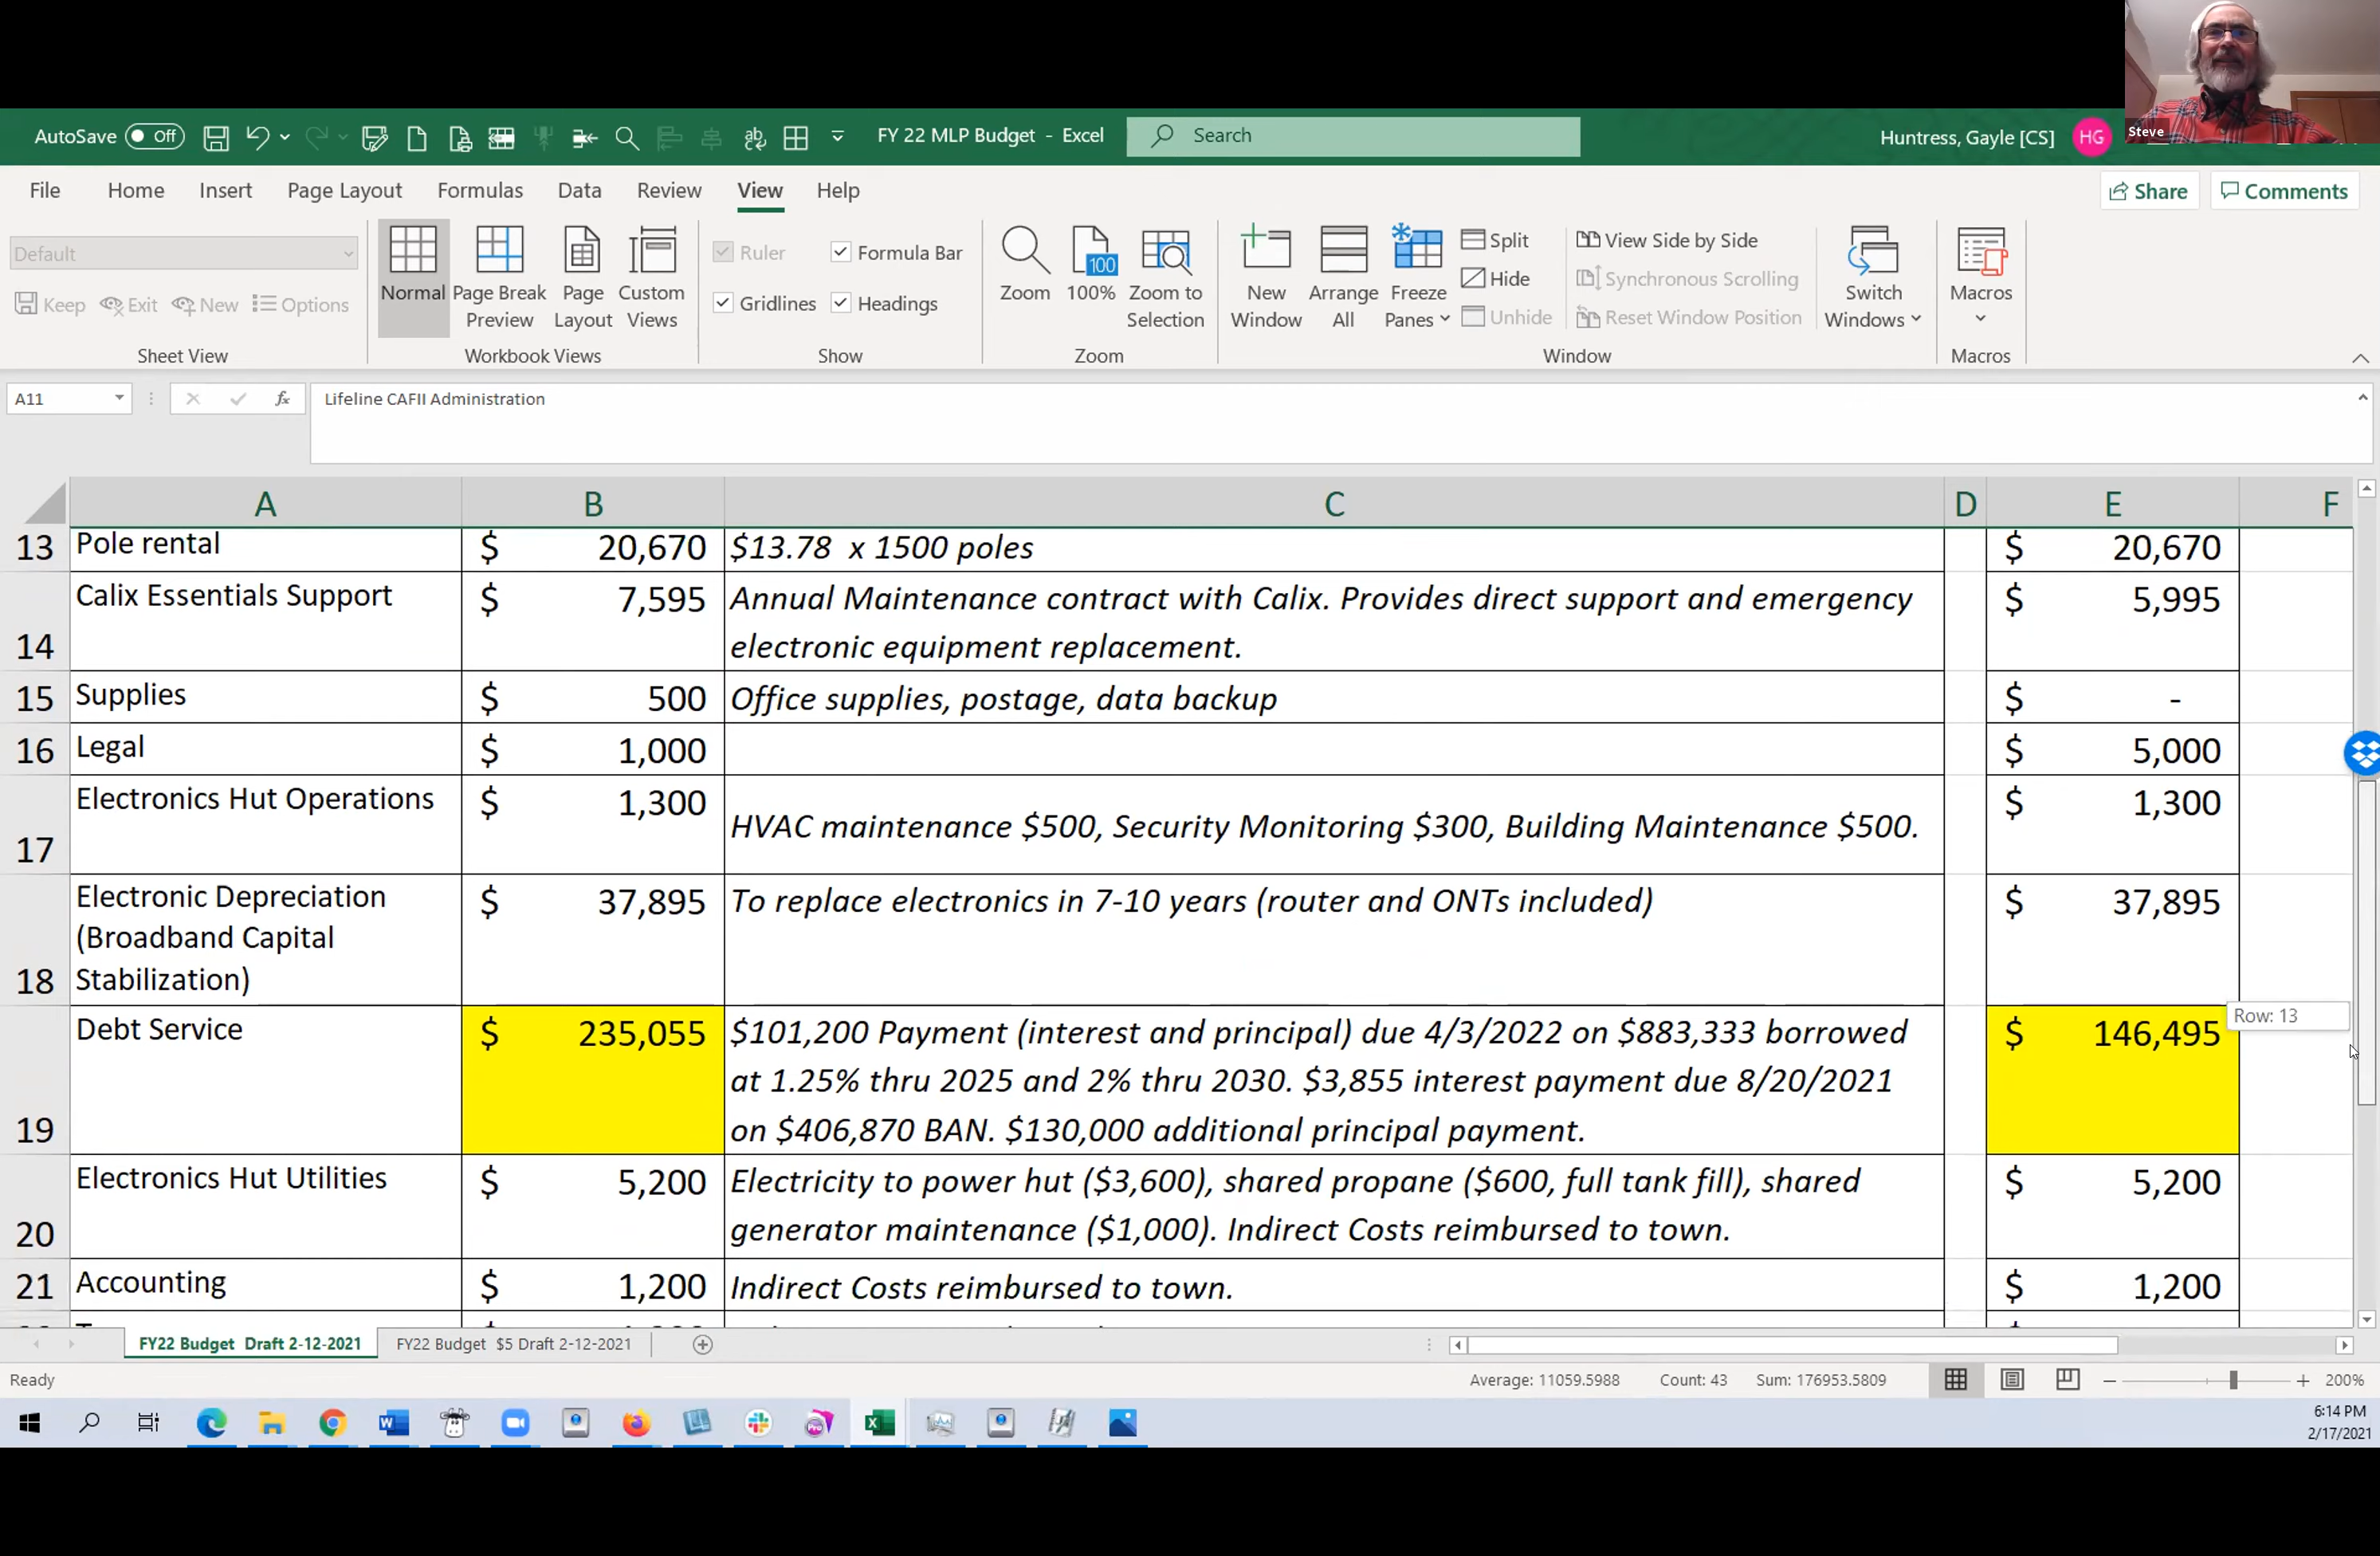 Steve
AutoSave Off
FY 22 MLP Budget - Excel
Search
Huntress, Gayle [CS]
HG
File Home Insert Page Layout Formulas Data Review View Help
Share
Comments
Default
Keep Exit New Options
Sheet View
Normal
Page Break Preview
Page Layout
Custom Views
Workbook Views
Ruler
Formula Bar
Gridlines
Headings
Show
Zoom
100
100%
Zoom to Selection
Zoom
New Window
Arrange All
Freeze Panes
Split
Hide
Unhide
View Side by Side
Synchronous Scrolling
Reset Window Position
Window
Switch Windows
Macros
Macros
A11
fx
Lifeline CAFII Administration
A B C D E F
13 Pole rental $ 20,670 $13.78 x 1500 poles $ 20,670
14 Calix Essentials Support $ 7,595 Annual Maintenance contract with Calix. Provides direct support and emergency $ 5,995
electronic equipment replacement.
15 Supplies $ 500 Office supplies, postage, data backup $ -
16 Legal $ 1,000 $ 5,000
17 Electronics Hut Operations $ 1,300 HVAC maintenance $500, Security Monitoring $300, Building Maintenance $500. $ 1,300
18 Electronic Depreciation $ 37,895 To replace electronics in 7-10 years (router and ONTs included) $ 37,895
(Broadband Capital
Stabilization)
19 Debt Service $ 235,055 $101,200 Payment (interest and principal) due 4/3/2022 on $883,333 borrowed $ 146,495
at 1.25% thru 2025 and 2% thru 2030. $3,855 interest payment due 8/20/2021
on $406,870 BAN. $130,000 additional principal payment.
Row: 13
20 Electronics Hut Utilities $ 5,200 Electricity to power hut ($3,600), shared propane ($600, full tank fill), shared $ 5,200
generator maintenance ($1,000). Indirect Costs reimbursed to town.
21 Accounting $ 1,200 Indirect Costs reimbursed to town. $ 1,200
FY22 Budget Draft 2-12-2021
FY22 Budget $5 Draft 2-12-2021
Ready
Average: 11059.5988 Count: 43 Sum: 176953.5809
200%
6:14 PM
2/17/2021